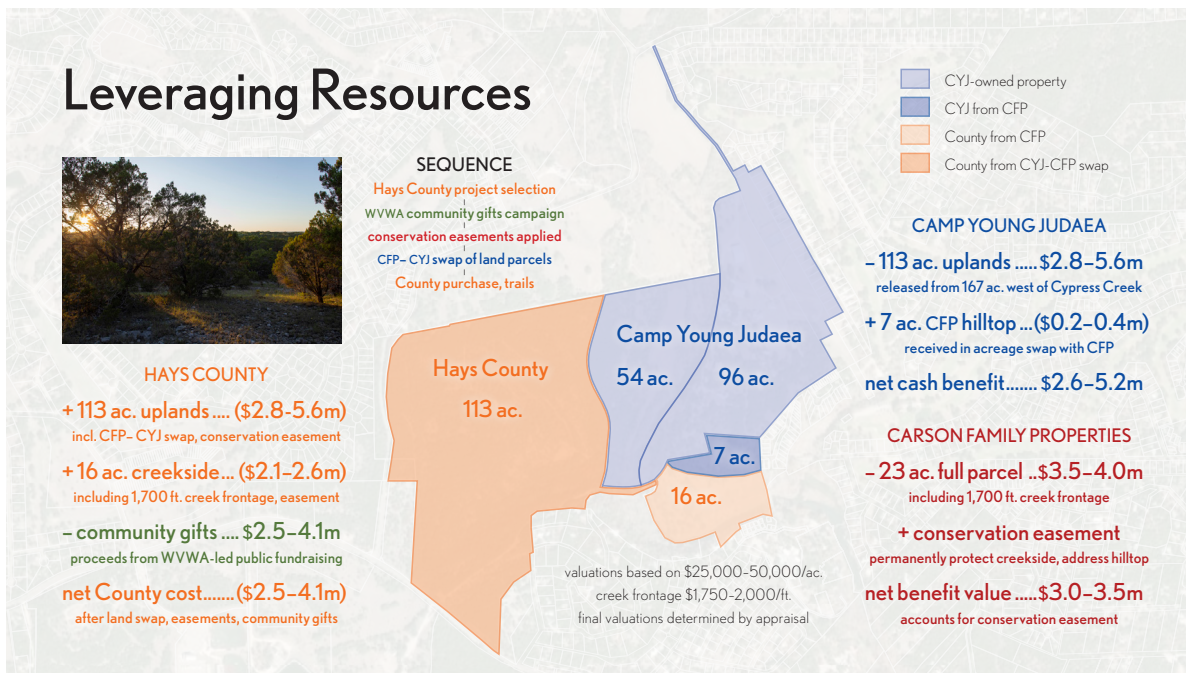 Leveraging Resources
SEQUENCE
Hays County project selection
WVWA community gifts campaign
conservation easements applied
CFP– CYJ swap of land parcels
County purchase, trails
HAYS COUNTY
+ 113 ac. uplands .... ($2.8-5.6m)
incl. CFP– CYJ swap, conservation easement
+ 16 ac. creekside... ($2.1–2.6m)
including 1,700 ft. creek frontage, easement
– community gifts .... $2.5–4.1m
proceeds from WVWA-led public fundraising
net County cost.......($2.5–4.1m)
after land swap, easements, community gifts
Hays County
113 ac.
Camp Young Judaea
54 ac.
96 ac.
7 ac.
16 ac.
valuations based on $25,000-50,000/ac.
creek frontage $1,750-2,000/ft.
final valuations determined by appraisal
CYJ-owned property
CYJ from CFP
County from CFP
County from CYJ-CFP swap
CAMP YOUNG JUDAEA
– 113 ac. uplands ..... $2.8–5.6m
released from 167 ac. west of Cypress Creek
+ 7 ac. CFP hilltop ...($0.2–0.4m)
received in acreage swap with CFP
net cash benefit....... $2.6–5.2m
CARSON FAMILY PROPERTIES
– 23 ac. full parcel ..$3.5–4.0m
including 1,700 ft. creek frontage
+ conservation easement
permanently protect creekside, address hilltop
net benefit value .....$3.0–3.5m
accounts for conservation easement